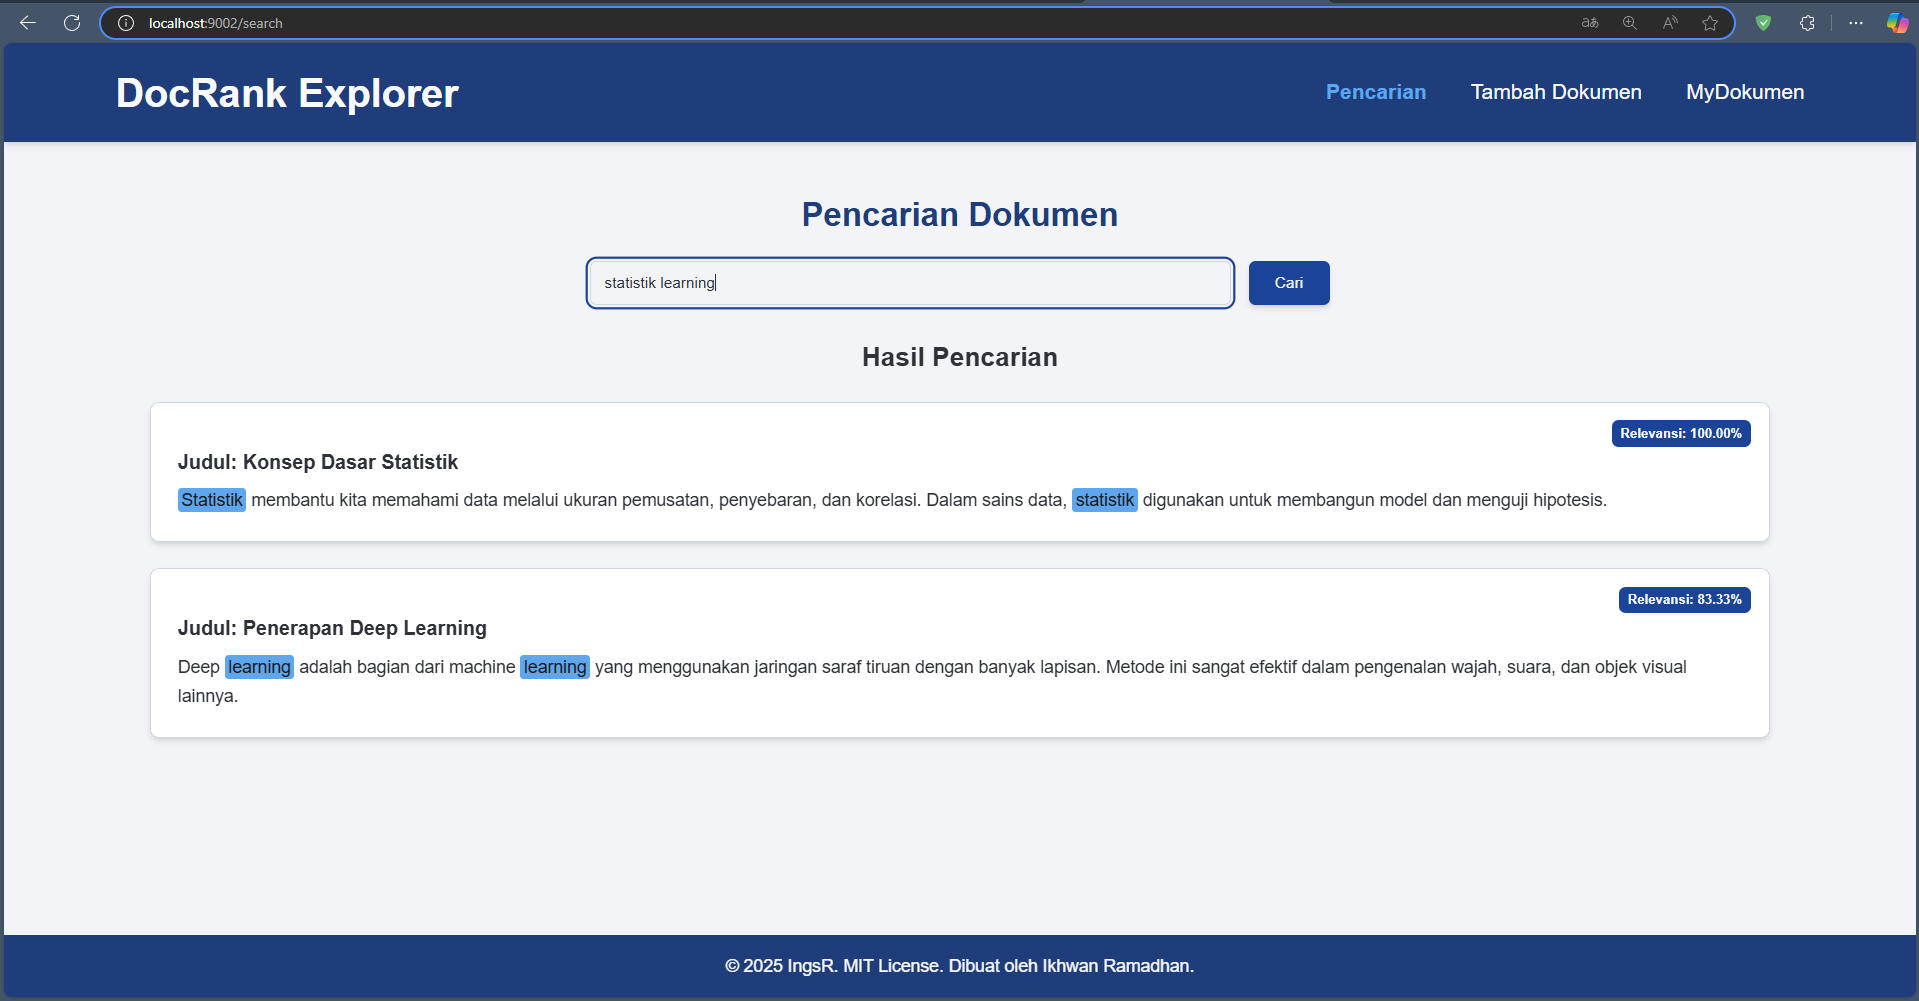 localhost:9002/search
DocRank Explorer
Pencarian
Tambah Dokumen
MyDokumen
Pencarian Dokumen
statistik learning
Cari
Hasil Pencarian
Relevansi: 100.00%
Judul: Konsep Dasar Statistik
Statistik membantu kita memahami data melalui ukuran pemusatan, penyebaran, dan korelasi. Dalam sains data, statistik digunakan untuk membangun model dan menguji hipotesis.
Relevansi: 83.33%
Judul: Penerapan Deep Learning
Deep learning adalah bagian dari machine learning yang menggunakan jaringan saraf tiruan dengan banyak lapisan. Metode ini sangat efektif dalam pengenalan wajah, suara, dan objek visual
lainnya.
© 2025 IngsR. MIT License. Dibuat oleh Ikhwan Ramadhan.